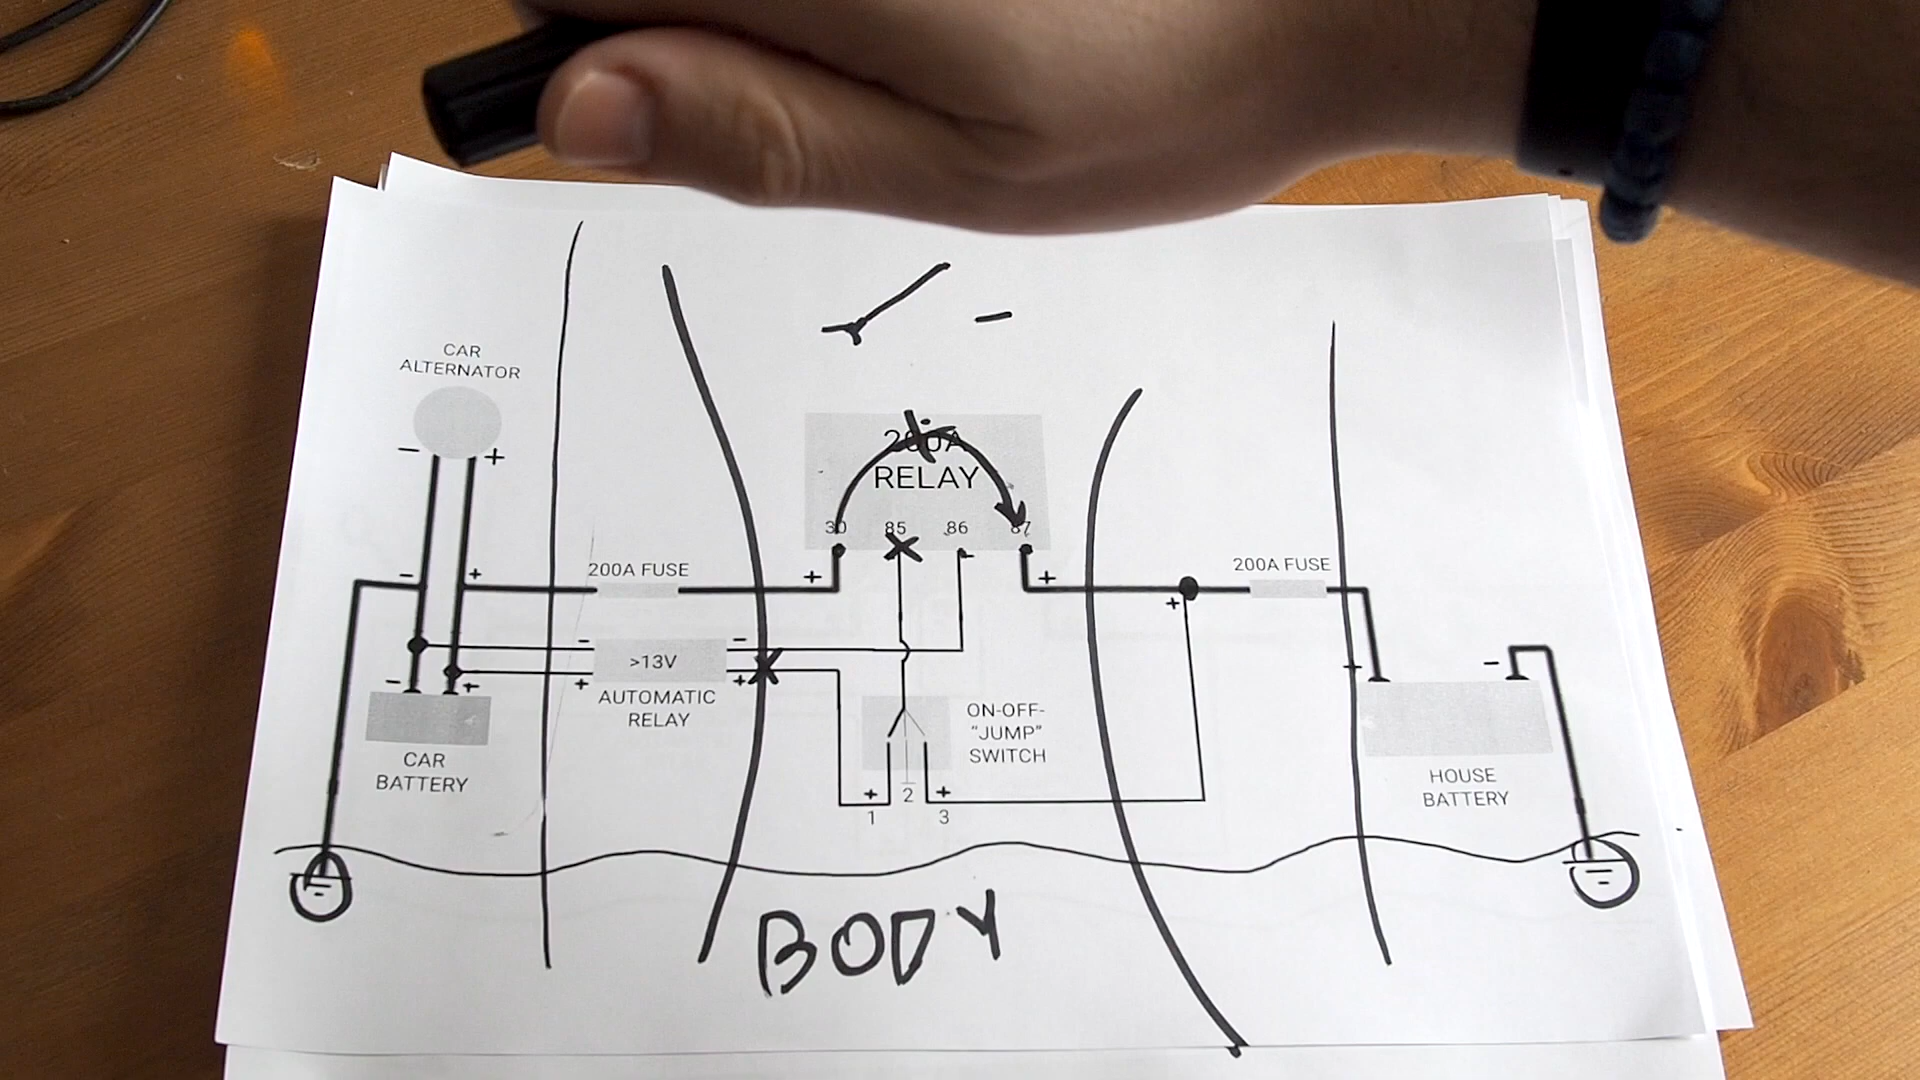 CAR
ALTERNATOR
- +
200A
RELAY
30 85 86 87
- +
200A FUSE
+ +
200A FUSE
+
- -
>13V
+ +
AUTOMATIC
RELAY
- +
CAR
BATTERY
ON-OFF-
"JUMP"
SWITCH
+ 2 +
1 3
+ -
HOUSE
BATTERY
BODY